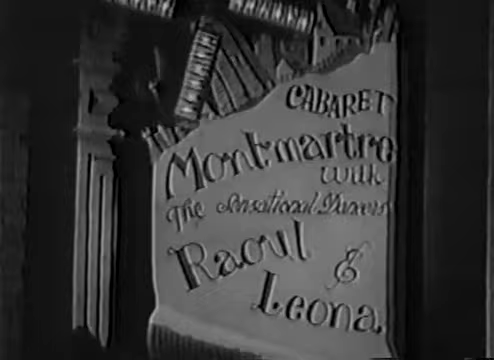 CABARET
Montmartre
with
The Sensational Dancers
Raoul &
Leona